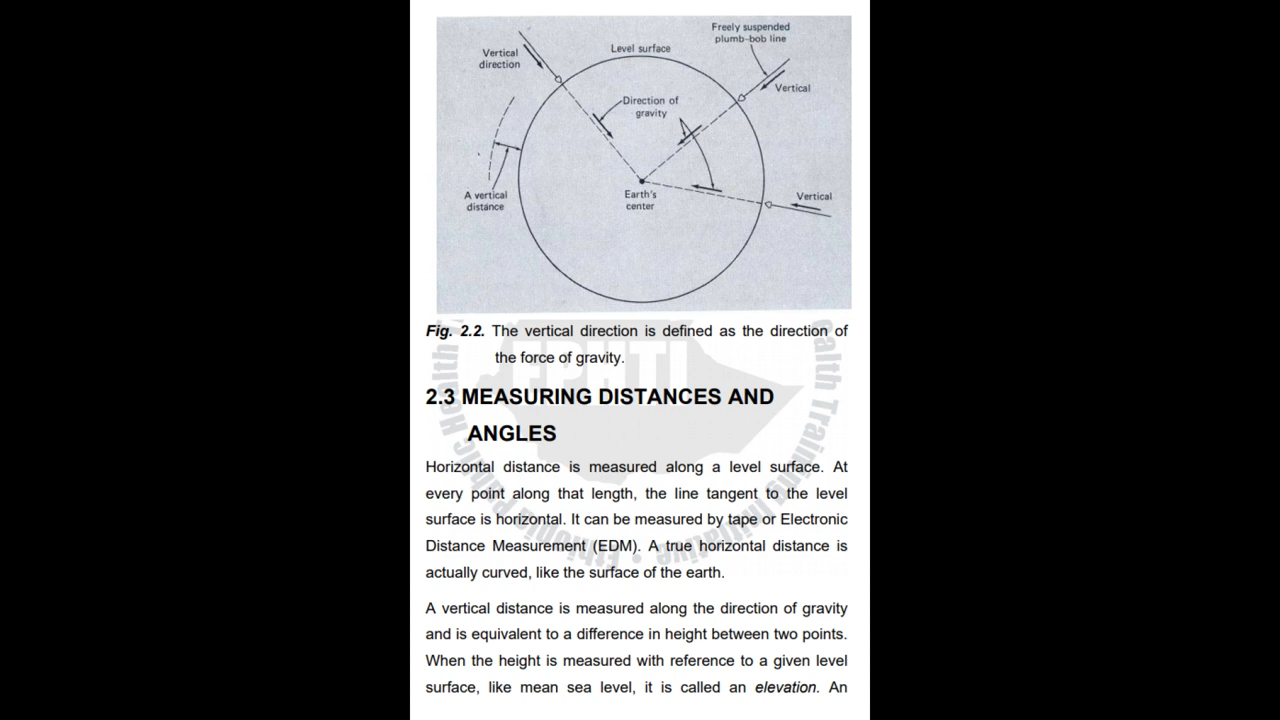 Freely suspended
plumb-bob line
Level surface
Vertical
direction
Vertical
Direction of
gravity
A vertical
distance
Earth's
center
Vertical
Fig. 2.2. The vertical direction is defined as the direction of
the force of gravity.
EPHTI
2.3 MEASURING DISTANCES AND
ANGLES
Horizontal distance is measured along a level surface. At
every point along that length, the line tangent to the level
surface is horizontal. It can be measured by tape or Electronic
Distance Measurement (EDM). A true horizontal distance is
actually curved, like the surface of the earth.
A vertical distance is measured along the direction of gravity
and is equivalent to a difference in height between two points.
When the height is measured with reference to a given level
surface, like mean sea level, it is called an elevation. An